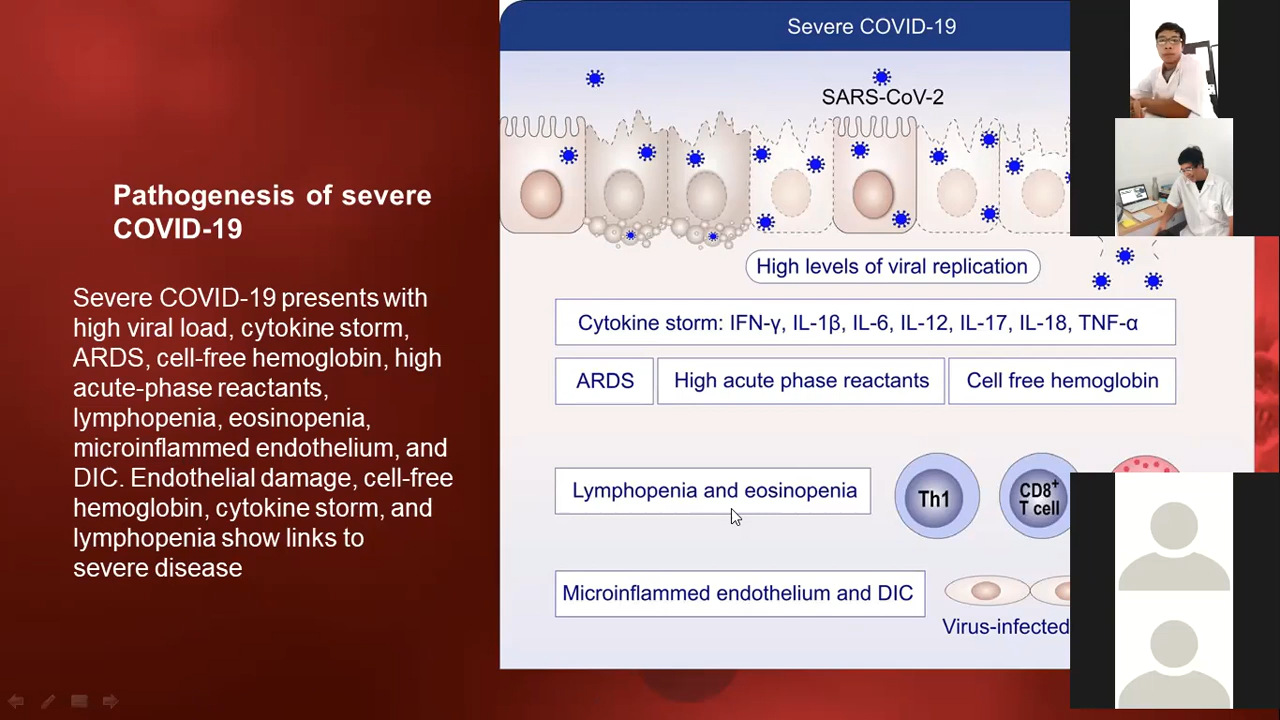 Pathogenesis of severe
COVID-19
Severe COVID-19 presents with
high viral load, cytokine storm,
ARDS, cell-free hemoglobin, high
acute-phase reactants,
lymphopenia, eosinopenia,
microinflammed endothelium, and
DIC. Endothelial damage, cell-free
hemoglobin, cytokine storm, and
lymphopenia show links to
severe disease
Severe COVID-19
SARS-CoV-2
High levels of viral replication
Cytokine storm: IFN-γ, IL-1β, IL-6, IL-12, IL-17, IL-18, TNF-α
ARDS
High acute phase reactants
Cell free hemoglobin
Lymphopenia and eosinopenia
Th1
CD8+
T cell
Microinflammed endothelium and DIC
Virus-infected